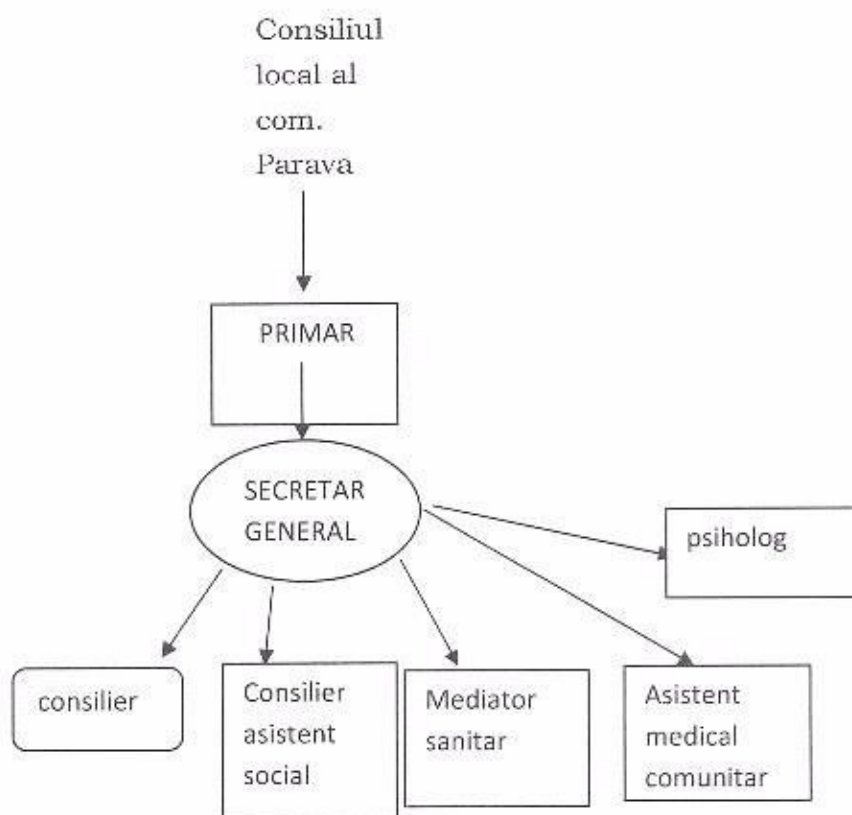 Consiliul
local al
com.
Parava
PRIMAR
SECRETAR
GENERAL
psiholog
consilier
Consilier
asistent
social
Mediator
sanitar
Asistent
medical
comunitar